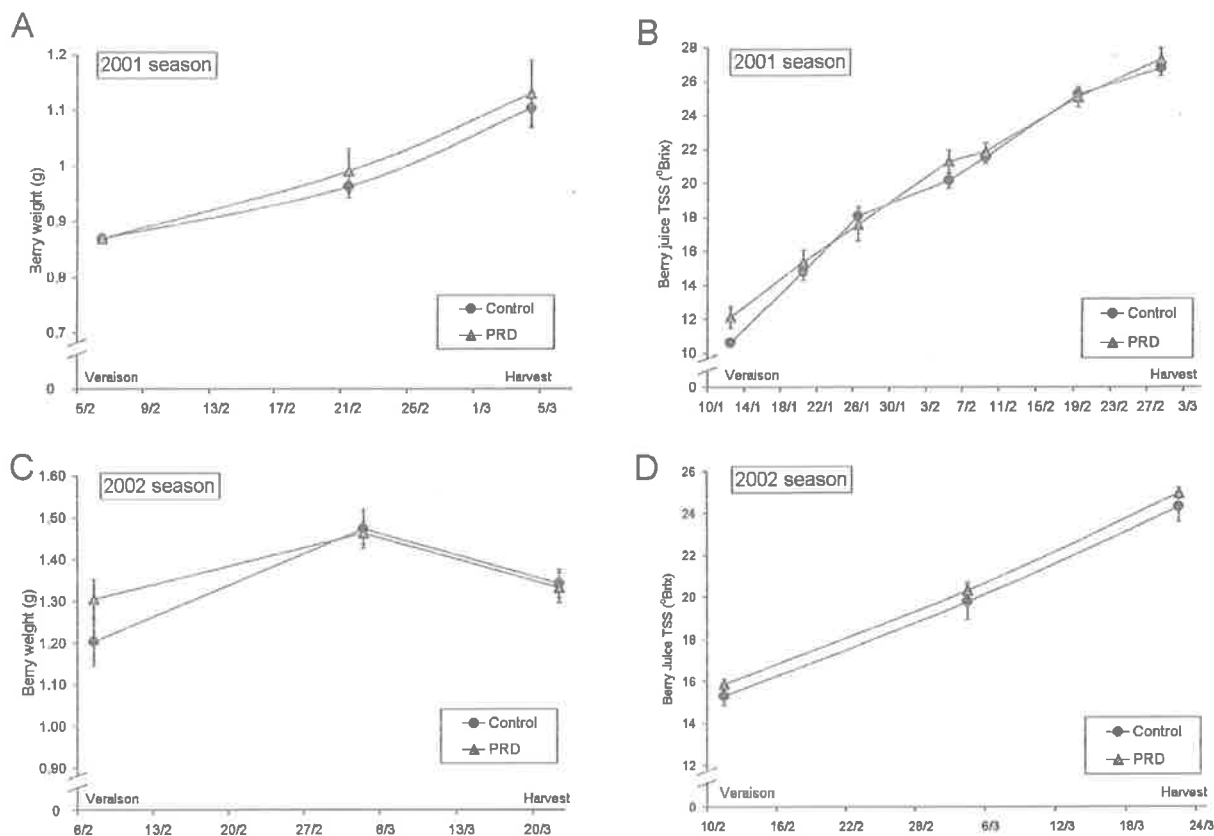 A
2001 season
Berry weight (g)
1.2
1.1
1
0.9
0.8
0.7
0
Control
PRD
Veraison
Harvest
5/2 9/2 13/2 17/2 21/2 25/2 1/3 5/3
B
2001 season
Berry juice TSS (°Brix)
28
26
24
22
20
18
16
14
12
10
0
Control
PRD
Veraison
Harvest
10/1 14/1 18/1 22/1 26/1 30/1 3/2 7/2 11/2 15/2 19/2 23/2 27/2 3/3
C
2002 season
Berry weight (g)
1.60
1.50
1.40
1.30
1.20
1.10
1.00
0.90
0
Control
PRD
Veraison
Harvest
6/2 13/2 20/2 27/2 6/3 13/3 20/3
D
2002 season
Berry Juice TSS (°Brix)
26
24
22
20
18
16
14
12
0
Control
PRD
Veraison
Harvest
10/2 16/2 22/2 28/2 6/3 12/3 18/3 24/3